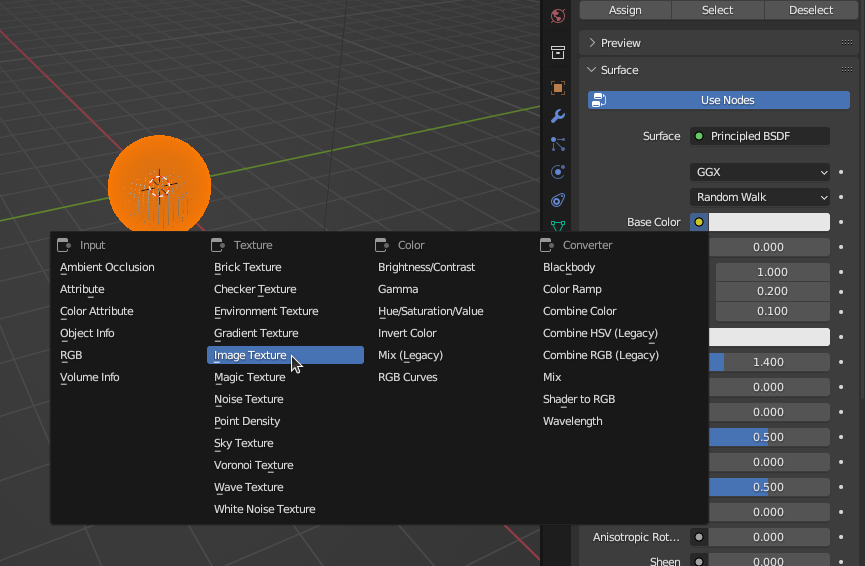 Assign Select Deselect
Preview
Surface
Use Nodes
Surface Principled BSDF
GGX
Random Walk
Base Color
0.000
1.000
0.200
0.100
1.400
0.000
0.000
0.500
0.000
0.500
0.000
Anisotropic Rot... 0.000
Sheen 0.000
Input
Ambient Occlusion
Attribute
Color Attribute
Object Info
RGB
Volume Info
Texture
Brick Texture
Checker Texture
Environment Texture
Gradient Texture
Image Texture
Magic Texture
Noise Texture
Point Density
Sky Texture
Voronoi Texture
Wave Texture
White Noise Texture
Color
Brightness/Contrast
Gamma
Hue/Saturation/Value
Invert Color
Mix (Legacy)
RGB Curves
Converter
Blackbody
Color Ramp
Combine Color
Combine HSV (Legacy)
Combine RGB (Legacy)
Mix
Shader to RGB
Wavelength